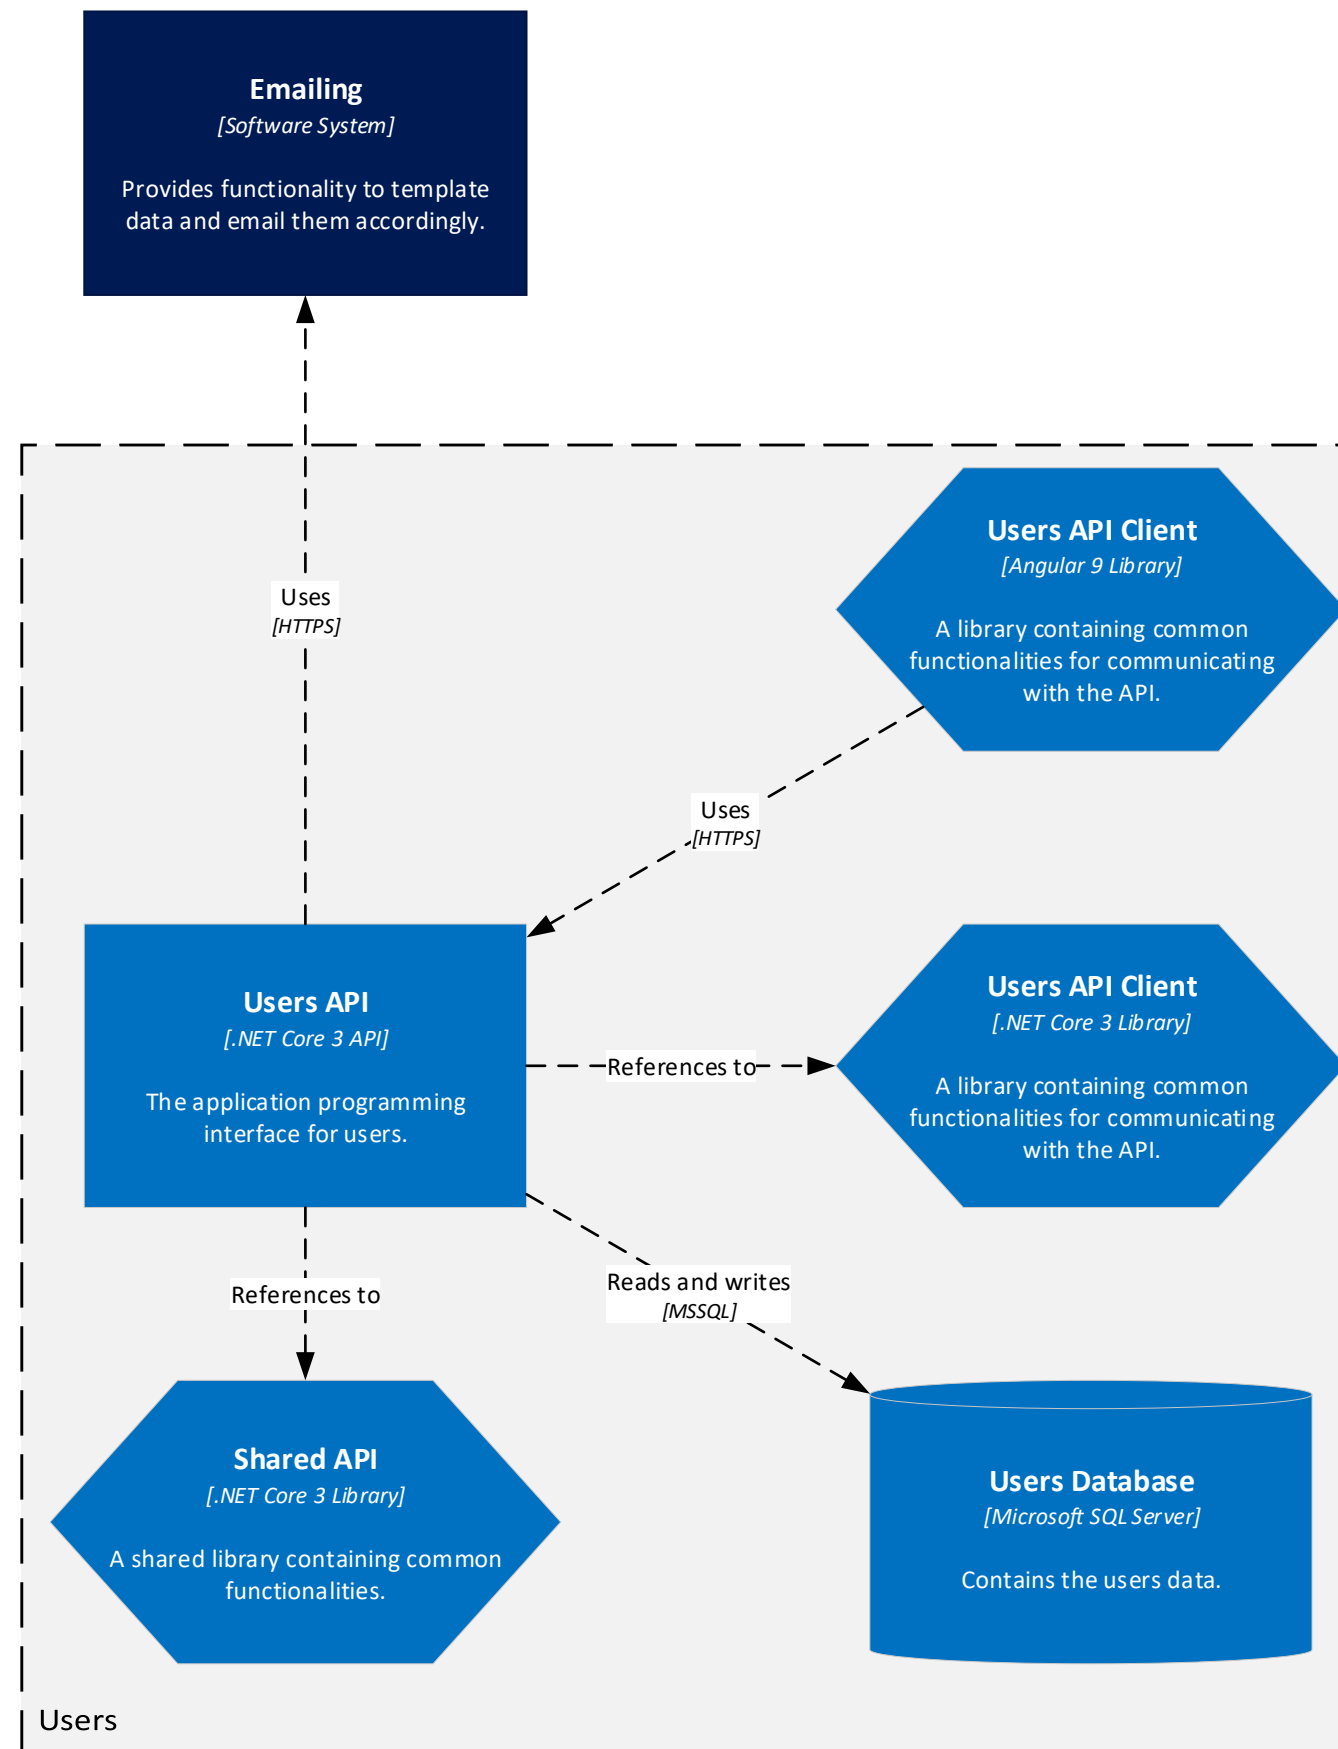 Emailing
[Software System]
Provides functionality to template
data and email them accordingly.
Uses
[HTTPS]
Users API Client
[Angular 9 Library]
A library containing common
functionalities for communicating
with the API.
Uses
[HTTPS]
Users API
[.NET Core 3 API]
The application programming
interface for users.
References to
Users API Client
[.NET Core 3 Library]
A library containing common
functionalities for communicating
with the API.
References to
Reads and writes
[MSSQL]
Shared API
[.NET Core 3 Library]
A shared library containing common
functionalities.
Users Database
[Microsoft SQL Server]
Contains the users data.
Users